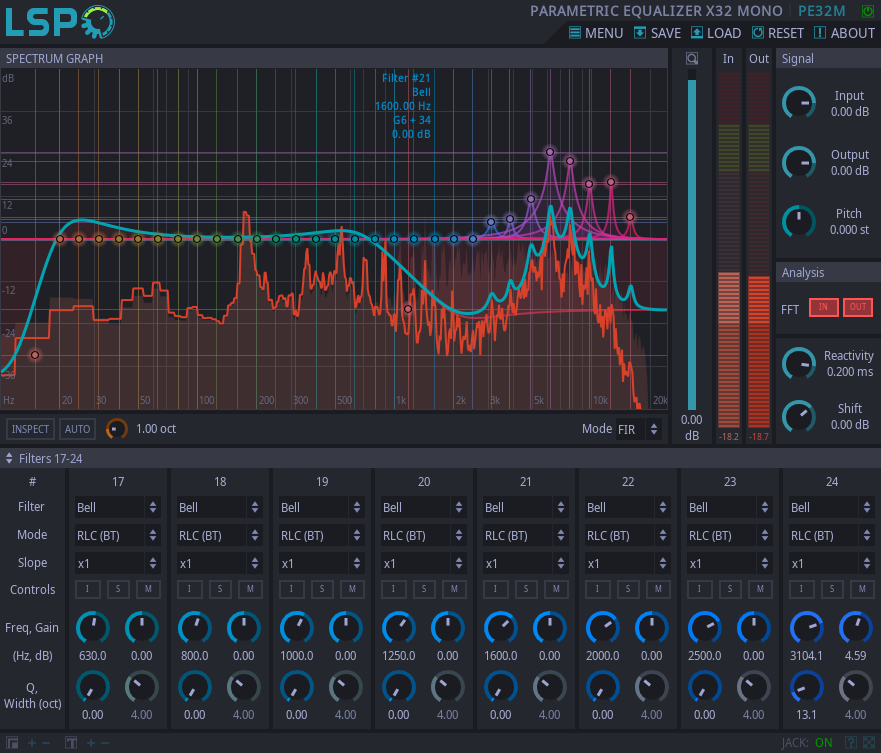 LSP
PARAMETRIC EQUALIZER X32 MONO PE32M
MENU SAVE LOAD RESET ABOUT
SPECTRUM GRAPH
In Out
Signal
dB
36
24
12
0
-12
-24
Filter #21
Bell
1600.00 Hz
G6 + 34
0.00 dB
Hz 20 30 50 100 200 300 500 1k 2k 3k 5k 10k 20k
0.00
dB
-18.2 -18.7
Input
0.00 dB
Output
0.00 dB
Pitch
0.000 st
Analysis
FFT IN OUT
Reactivity
0.200 ms
Shift
0.00 dB
INSPECT AUTO 1.00 oct Mode FIR
Filters 17-24
# 17 18 19 20 21 22 23 24
Filter Bell Bell Bell Bell Bell Bell Bell Bell
Mode RLC (BT) RLC (BT) RLC (BT) RLC (BT) RLC (BT) RLC (BT) RLC (BT) RLC (BT)
Slope x1 x1 x1 x1 x1 x1 x1 x1
Controls I S M I S M I S M I S M I S M I S M I S M I S M
Freq, Gain
(Hz, dB) 630.0 0.00 800.0 0.00 1000.0 0.00 1250.0 0.00 1600.0 0.00 2000.0 0.00 2500.0 0.00 3104.1 4.59
Q,
Width (oct) 0.00 4.00 0.00 4.00 0.00 4.00 0.00 4.00 0.00 4.00 0.00 4.00 0.00 4.00 13.1 4.00
JACK: ON ?